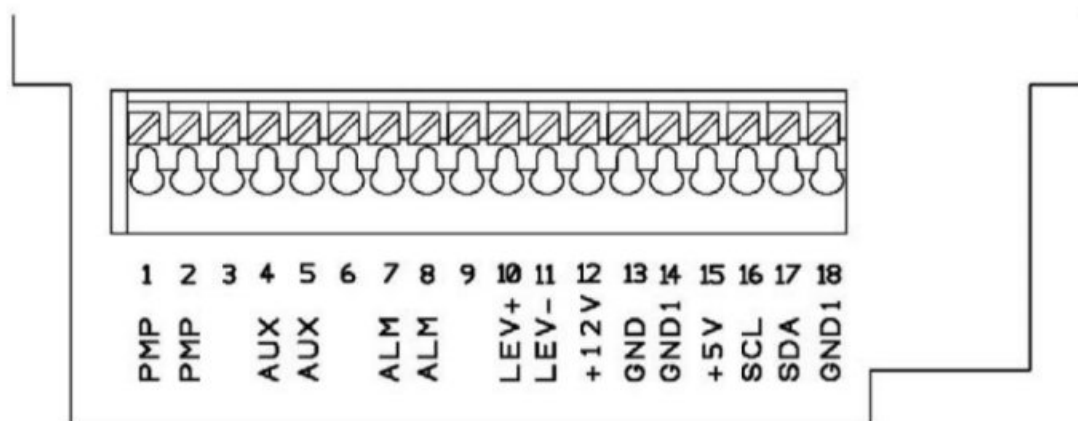 1 2 3 4 5 6 7 8 9 10 11 12 13 14 15 16 17 18
PMP PMP AUX AUX ALM ALM LEV+ LEV- +12V GND GND1 +5V SCL SDA GND1